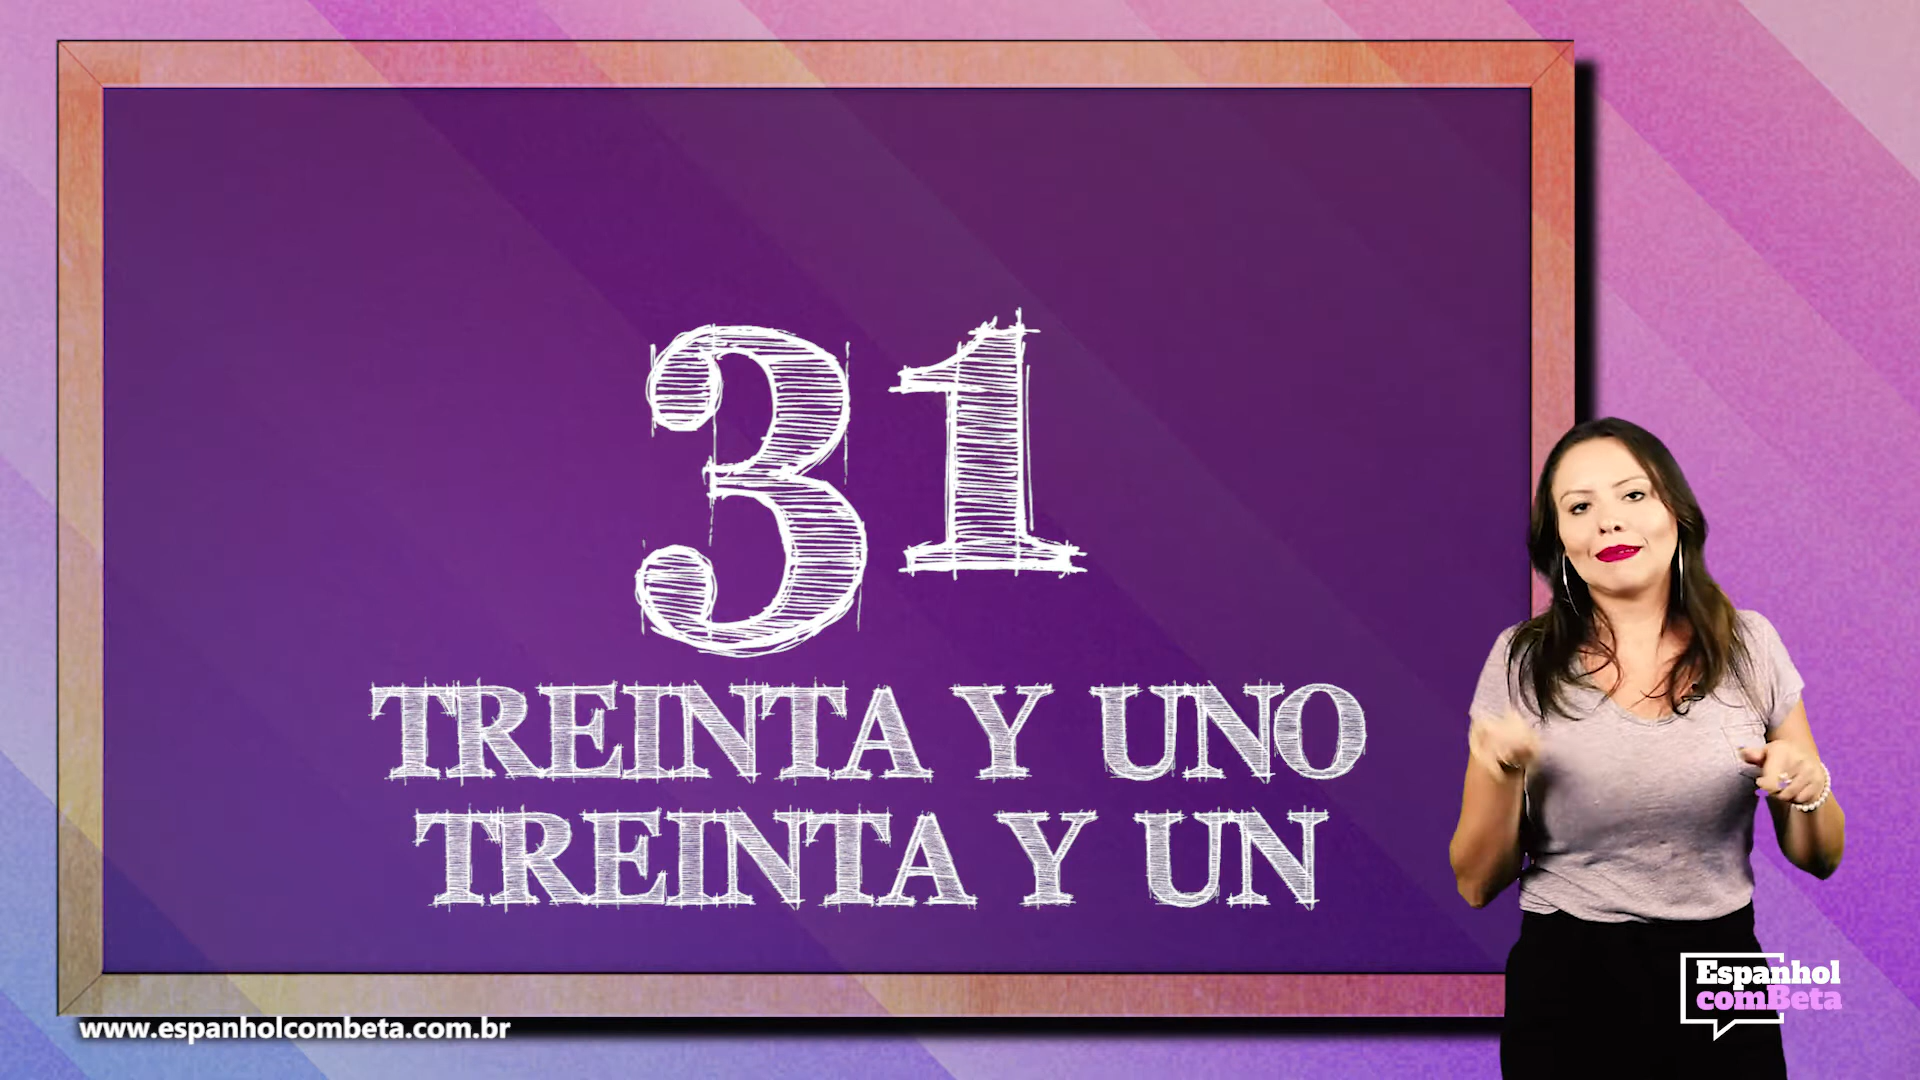 31
TREINTA Y UNO
TREINTA Y UN
Espanhol
comBeta
www.espanholcombeta.com.br